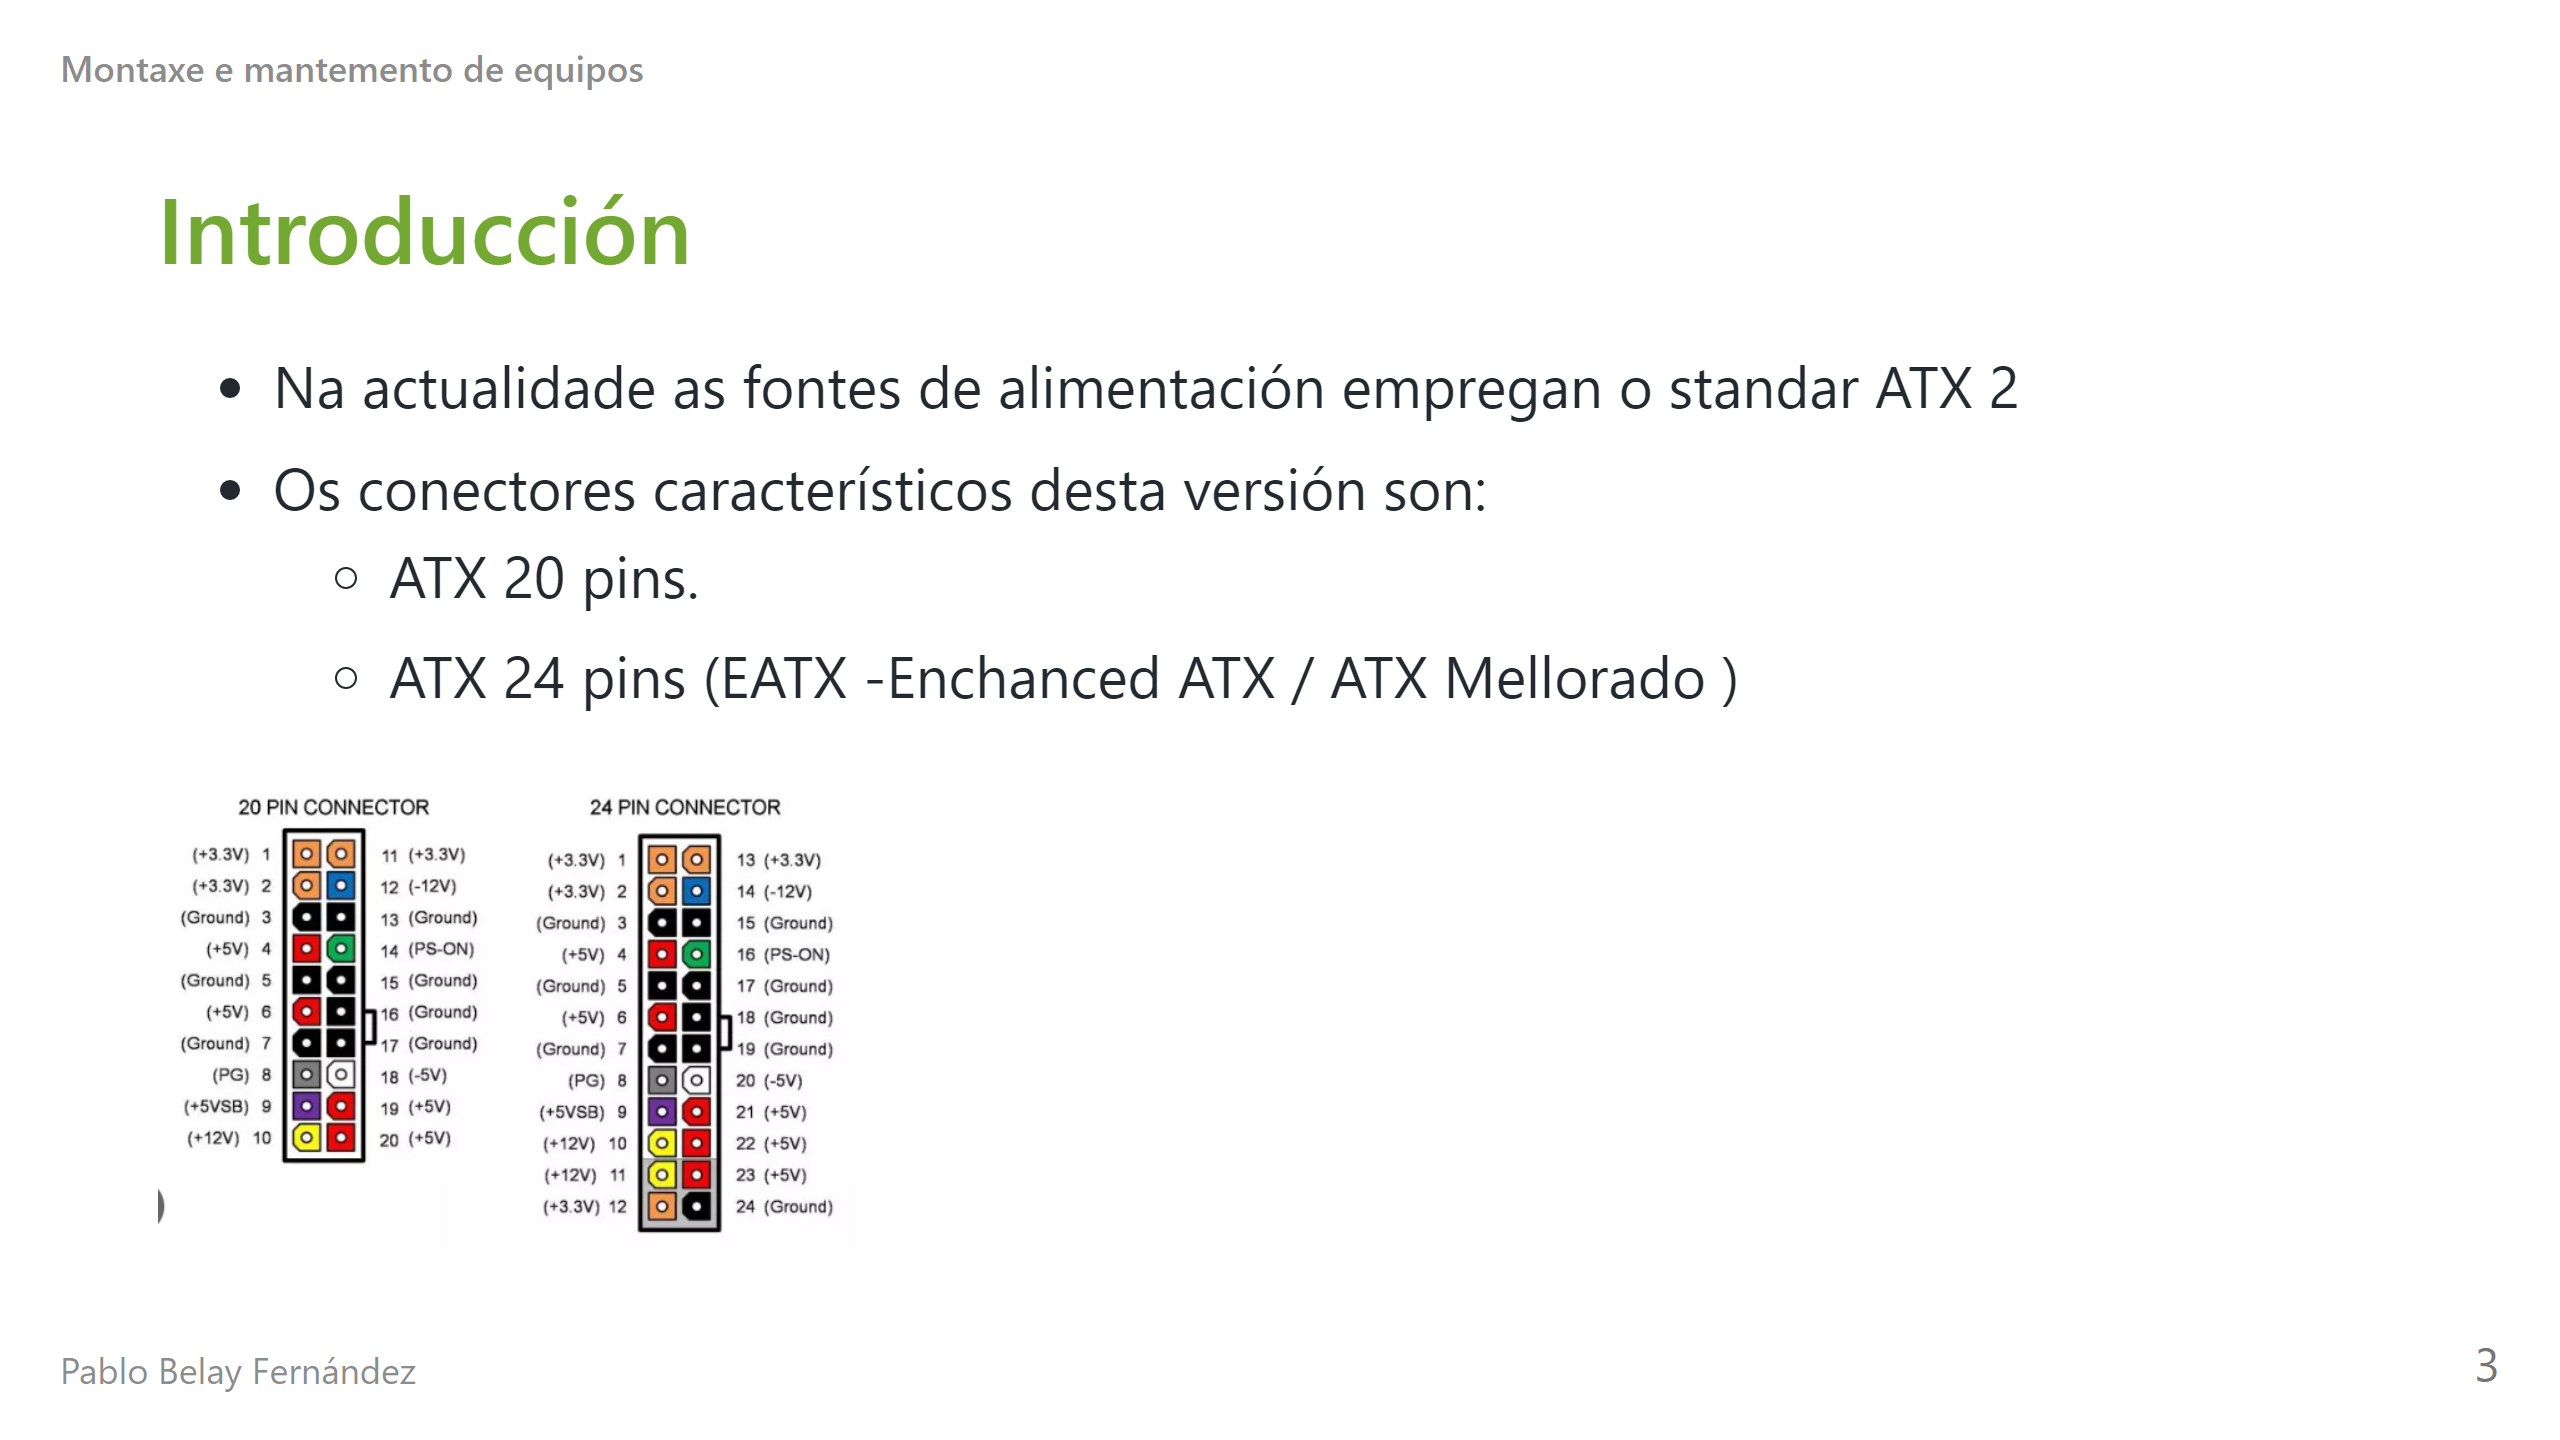 Montaxe e mantemento de equipos
Introducción
Na actualidade as fontes de alimentación empregan o standar ATX 2
Os conectores característicos desta versión son:
ATX 20 pins.
ATX 24 pins (EATX -Enchanced ATX / ATX Mellorado )
20 PIN CONNECTOR
(+3.3V) 1 11 (+3.3V)
(+3.3V) 2 12 (-12V)
(Ground) 3 13 (Ground)
(+5V) 4 14 (PS-ON)
(Ground) 5 15 (Ground)
(+5V) 6 16 (Ground)
(Ground) 7 17 (Ground)
(PG) 8 18 (-5V)
(+5VSB) 9 19 (+5V)
(+12V) 10 20 (+5V)
24 PIN CONNECTOR
(+3.3V) 1 13 (+3.3V)
(+3.3V) 2 14 (-12V)
(Ground) 3 15 (Ground)
(+5V) 4 16 (PS-ON)
(Ground) 5 17 (Ground)
(+5V) 6 18 (Ground)
(Ground) 7 19 (Ground)
(PG) 8 20 (-5V)
(+5VSB) 9 21 (+5V)
(+12V) 10 22 (+5V)
(+12V) 11 23 (+5V)
(+3.3V) 12 24 (Ground)
Pablo Belay Fernández
3